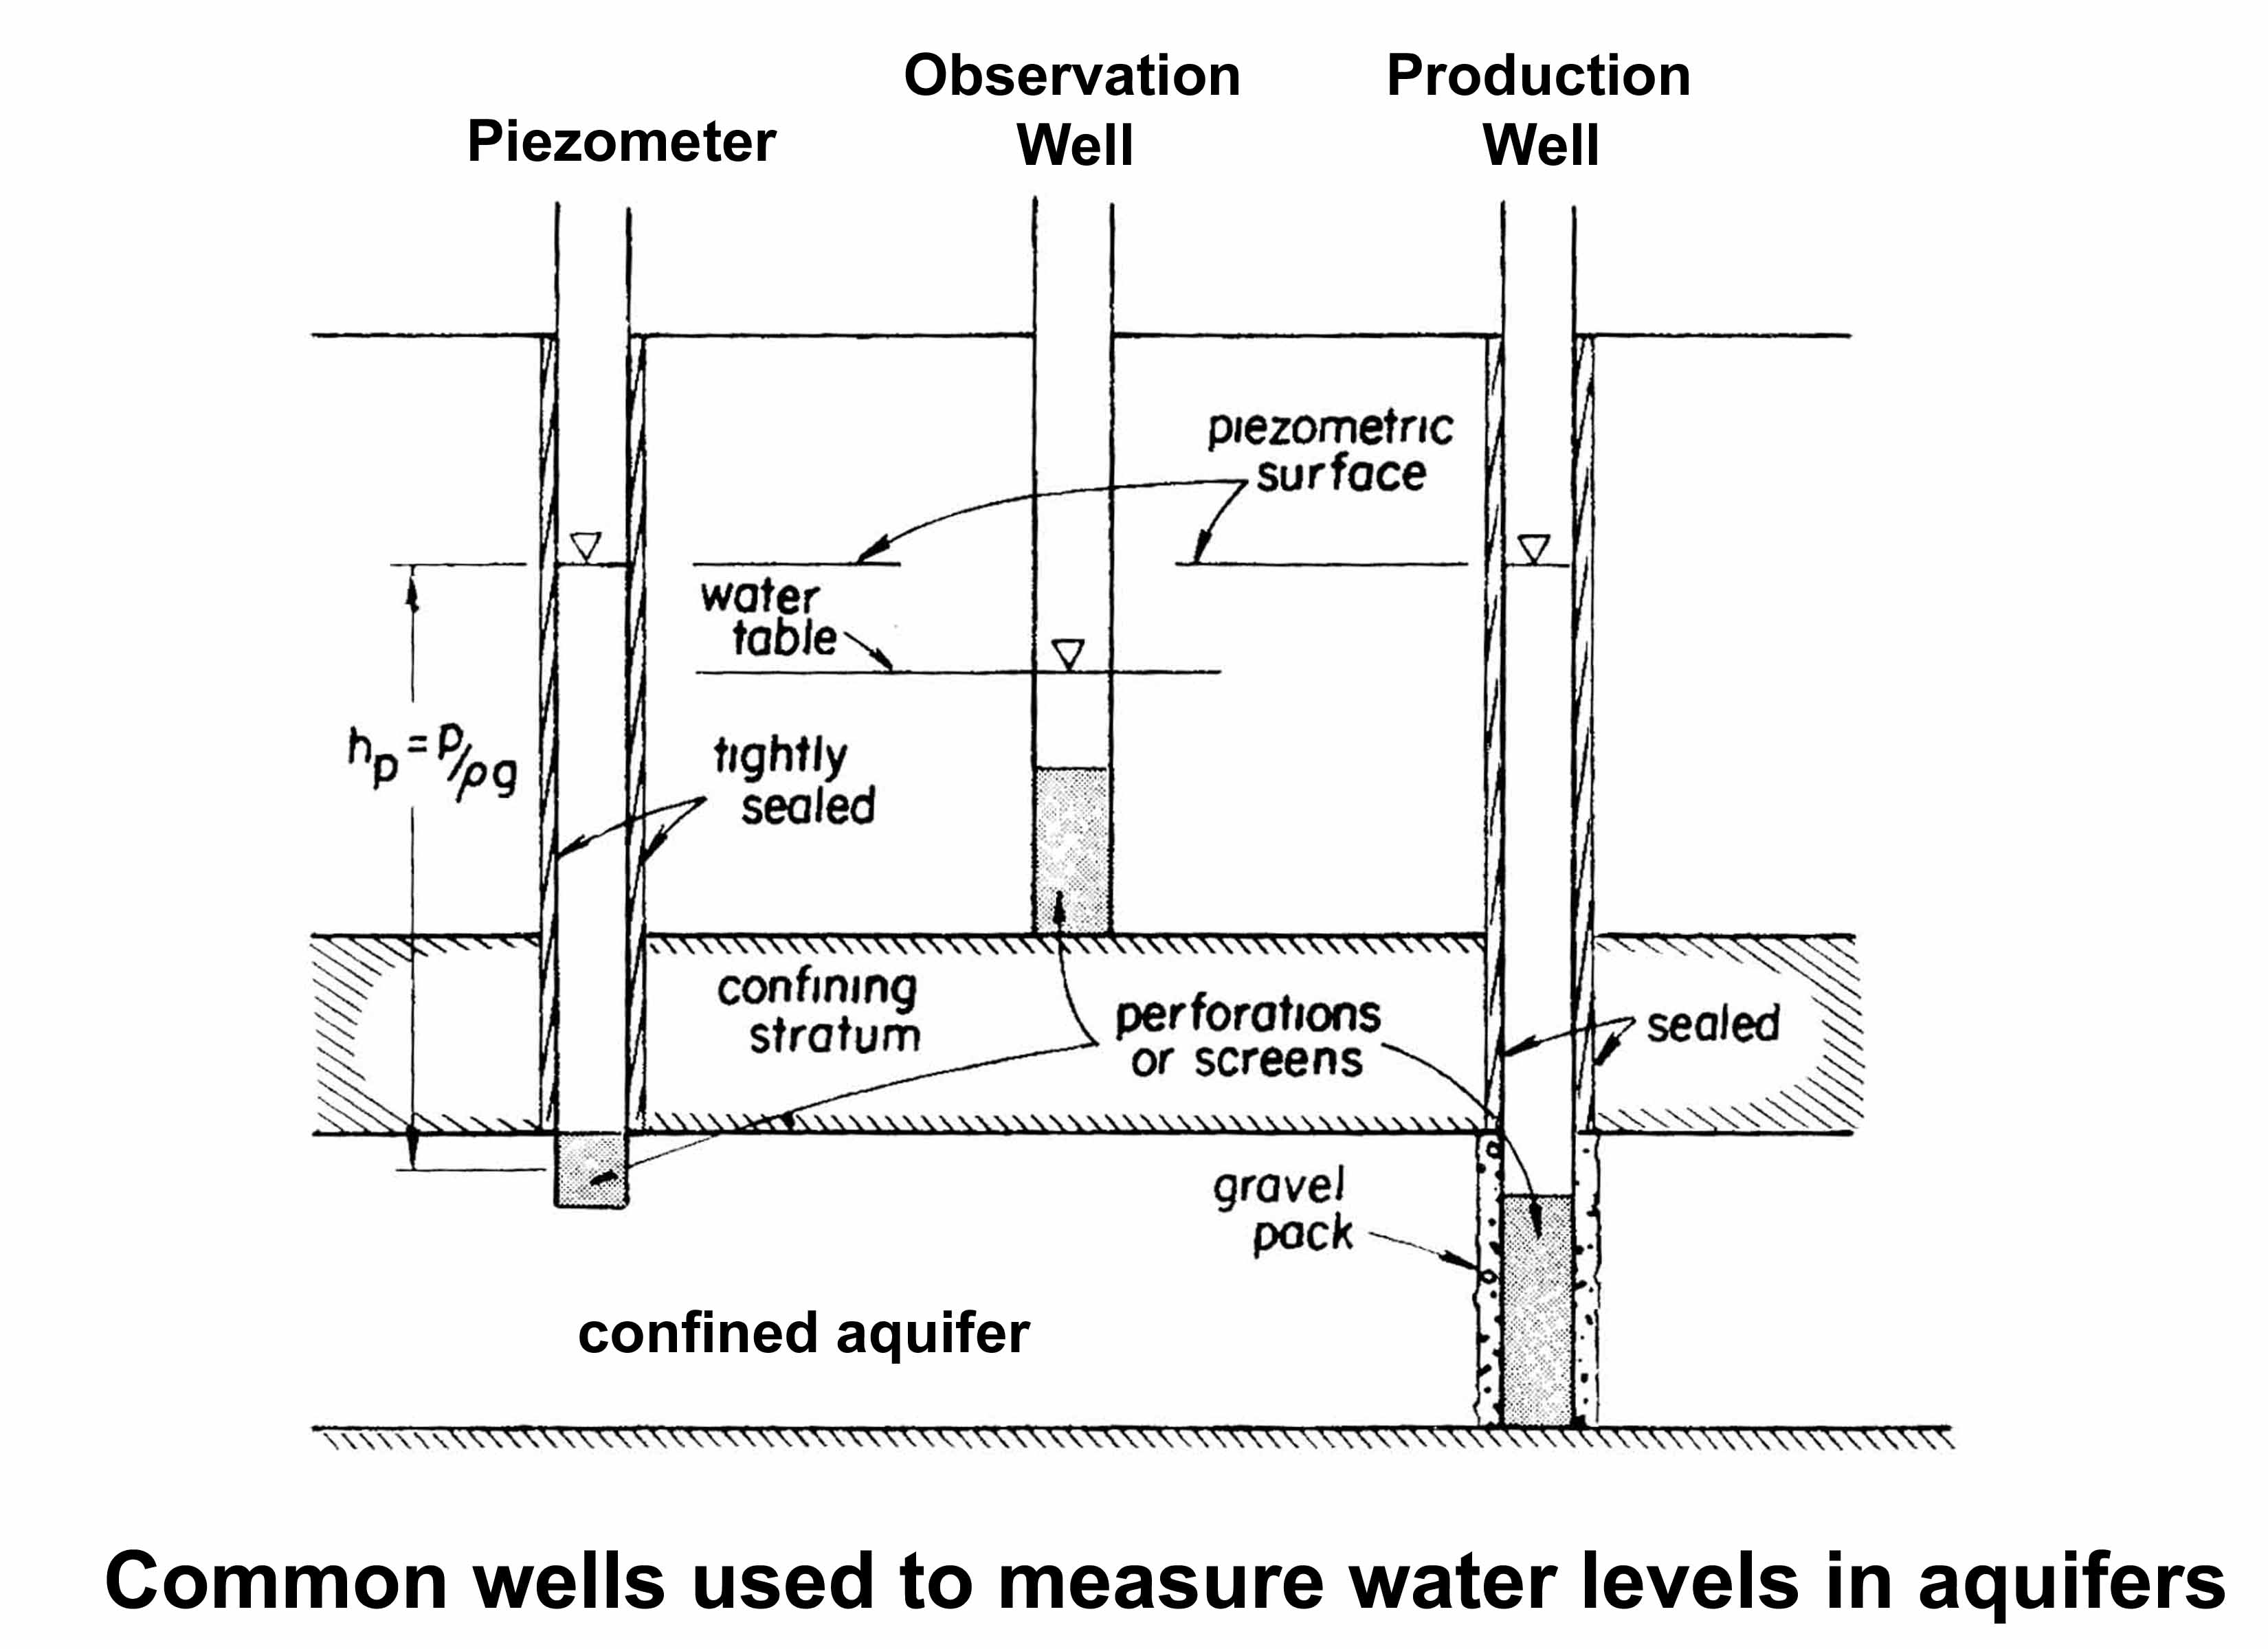 Piezometer
Observation
Well
Production
Well
piezometric
surface
water
table
hp = p/ρg
tightly
sealed
confining
stratum
perforations
or screens
sealed
gravel
pack
confined aquifer
Common wells used to measure water levels in aquifers